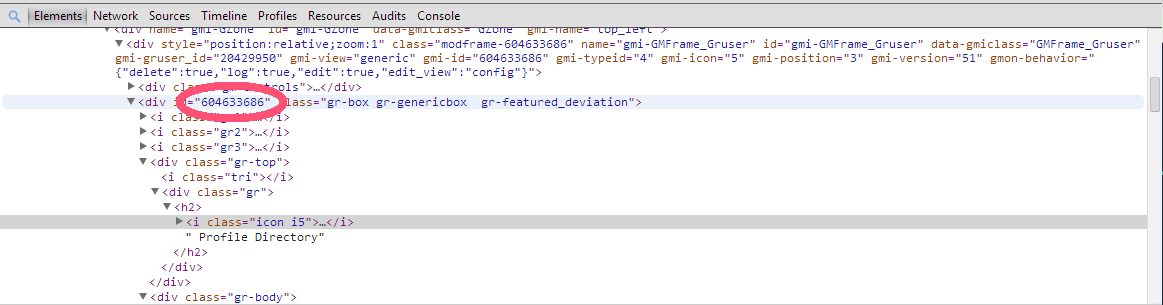 Elements Network Sources Timeline Profiles Resources Audits Console
<div name="gmi-GZone" id="gmi-GZone" data-gmiclass="GZone" gmi-name="top_left">
▼<div style="position:relative;zoom:1" class="modframe-604633686" name="gmi-GMFrame_Gruser" id="gmi-GMFrame_Gruser" data-gmiclass="GMFrame_Gruser"
gmi-gruser_id="20429950" gmi-view="generic" gmi-id="604633686" gmi-typeid="4" gmi-icon="5" gmi-position="3" gmi-version="51" gmon-behavior="
{"delete":true,"log":true,"edit":true,"edit_view":"config"}">
▶<div class="gm-controls">…</div>
▼<div id="604633686" class="gr-box gr-genericbox  gr-featured_deviation">
▶<i class="gr1">…</i>
▶<i class="gr2">…</i>
▶<i class="gr3">…</i>
▼<div class="gr-top">
<i class="tri"></i>
▼<div class="gr">
▼<h2>
▶<i class="icon i5">…</i>
" Profile Directory"
</h2>
</div>
</div>
▼<div class="gr-body">